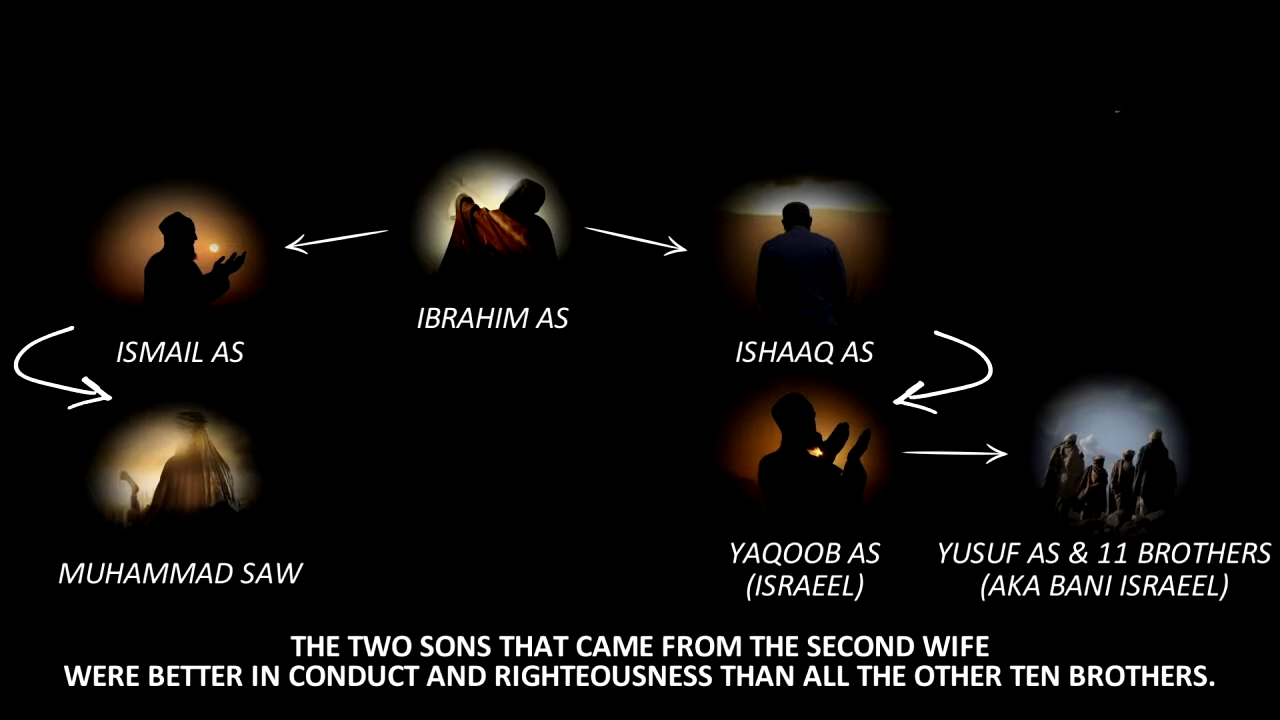 IBRAHIM AS
ISMAIL AS
ISHAAQ AS
MUHAMMAD SAW
YAQOOB AS
(ISRAEEL)
YUSUF AS & 11 BROTHERS
(AKA BANI ISRAEEL)
THE TWO SONS THAT CAME FROM THE SECOND WIFE
WERE BETTER IN CONDUCT AND RIGHTEOUSNESS THAN ALL THE OTHER TEN BROTHERS.